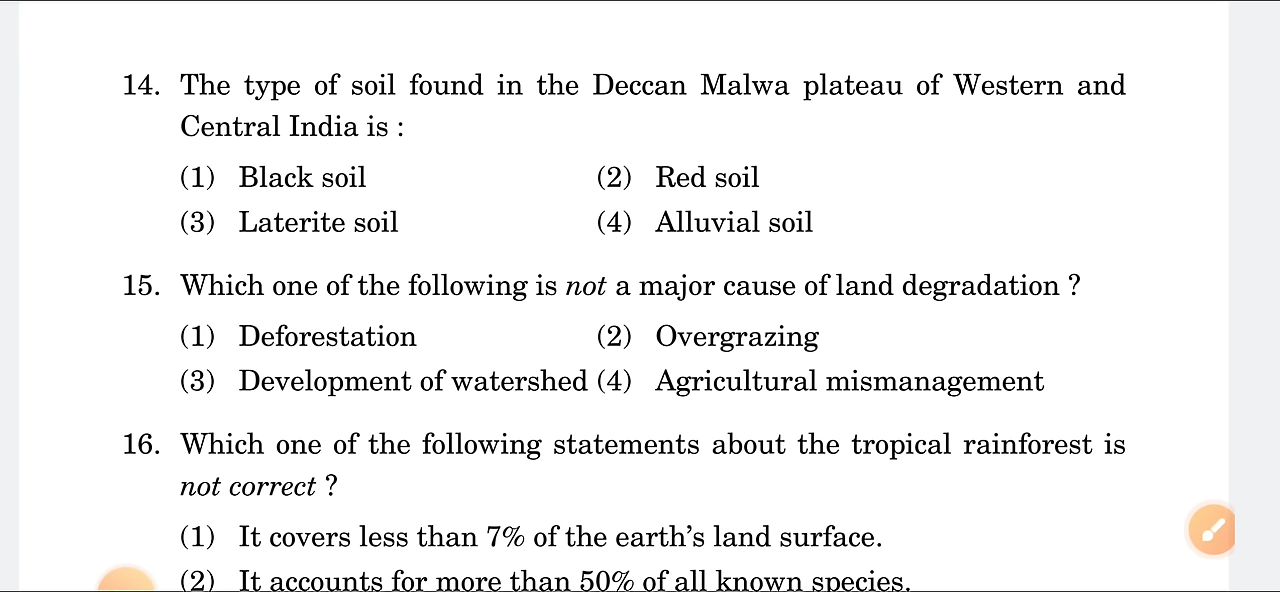 14. The type of soil found in the Deccan Malwa plateau of Western and
Central India is :
(1) Black soil (2) Red soil
(3) Laterite soil (4) Alluvial soil
15. Which one of the following is not a major cause of land degradation ?
(1) Deforestation (2) Overgrazing
(3) Development of watershed (4) Agricultural mismanagement
16. Which one of the following statements about the tropical rainforest is
not correct ?
(1) It covers less than 7% of the earth's land surface.
(2) It accounts for more than 50% of all known species.